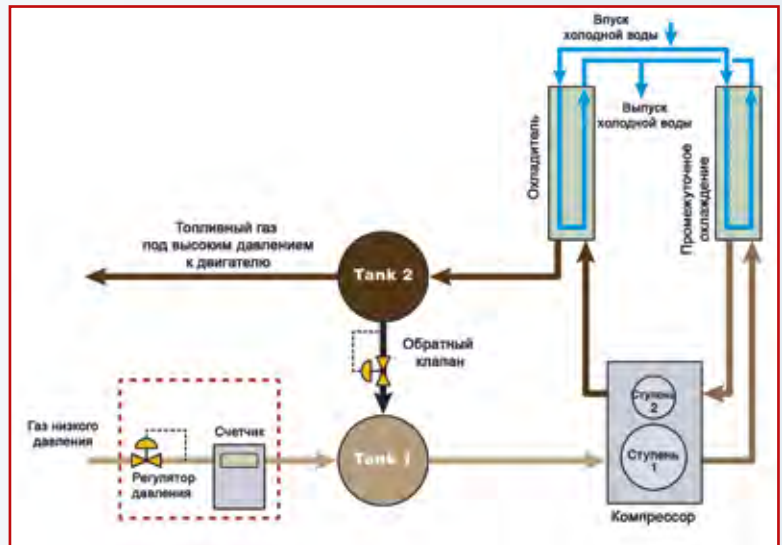 Впуск
холодной воды
Выпуск
холодной воды
Охладитель
Промежуточное
охлаждение
Топливный газ
под высоким давлением
к двигателю
Tank 2
Обратный
клапан
Газ низкого
давления
Счетчик
Регулятор
давления
Tank 1
Ступень
2
Ступень
1
Компрессор